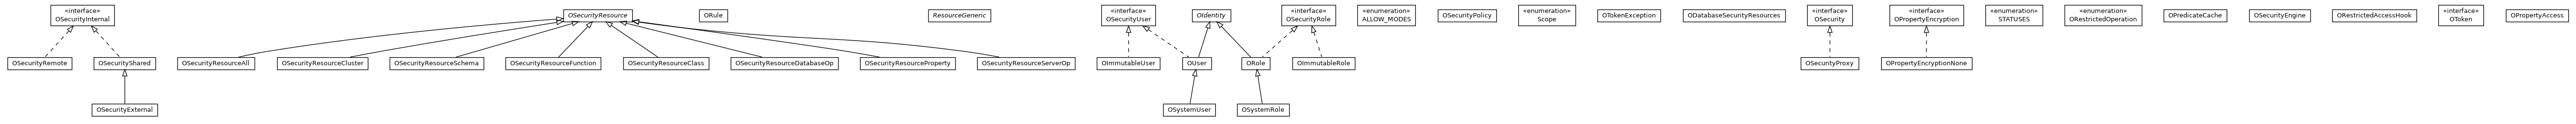 «interface»
OSecurityInternal
OSecurityResource
ORule
ResourceGeneric
«interface»
OSecurityUser
OIdentity
«interface»
OSecurityRole
«enumeration»
ALLOW_MODES
OSecurityPolicy
«enumeration»
Scope
OTokenException
ODatabaseSecurityResources
«interface»
OSecurity
«interface»
OPropertyEncryption
«enumeration»
STATUSES
«enumeration»
ORestrictedOperation
OPredicateCache
OSecurityEngine
ORestrictedAccessHook
«interface»
OToken
OPropertyAccess
OSecurityRemote
OSecurityShared
OSecurityResourceAll
OSecurityResourceCluster
OSecurityResourceSchema
OSecurityResourceFunction
OSecurityResourceClass
OSecurityResourceDatabaseOp
OSecurityResourceProperty
OSecurityResourceServerOp
OImmutableUser
OUser
ORole
OImmutableRole
OSecurityProxy
OPropertyEncryptionNone
OSecurityExternal
OSystemUser
OSystemRole